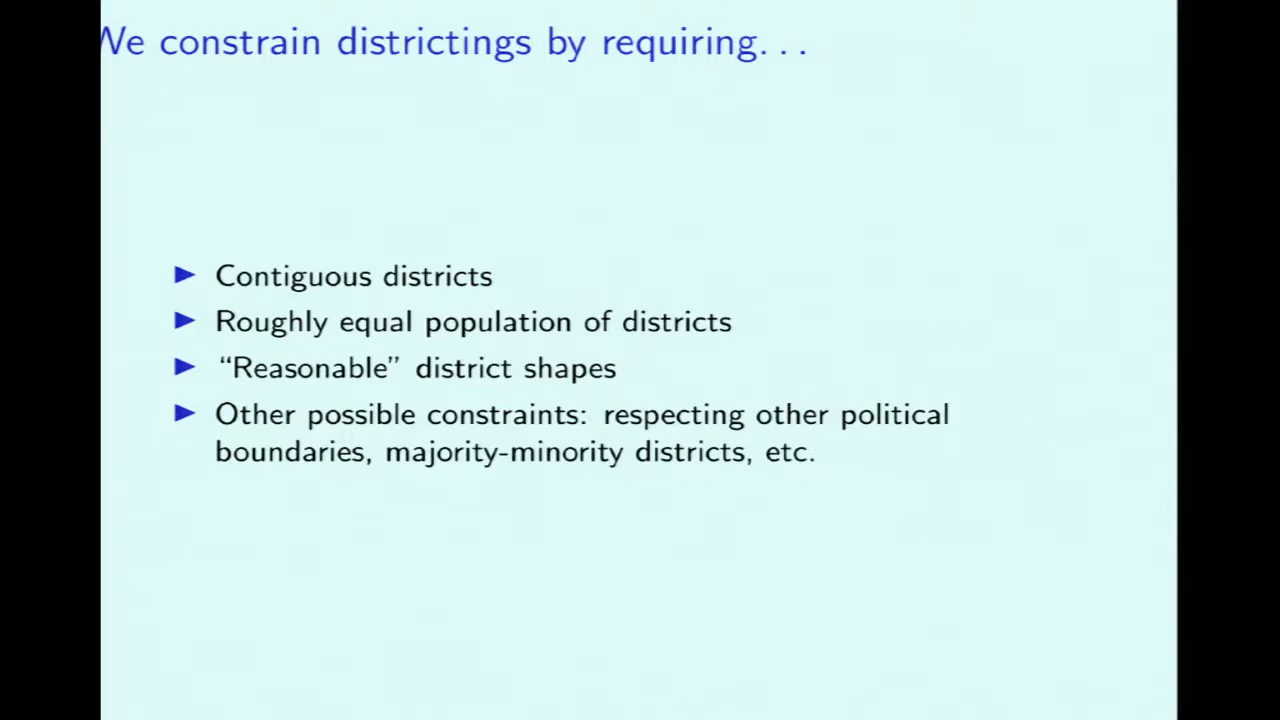 We constrain districtings by requiring...
Contiguous districts
Roughly equal population of districts
“Reasonable” district shapes
Other possible constraints: respecting other political
boundaries, majority-minority districts, etc.